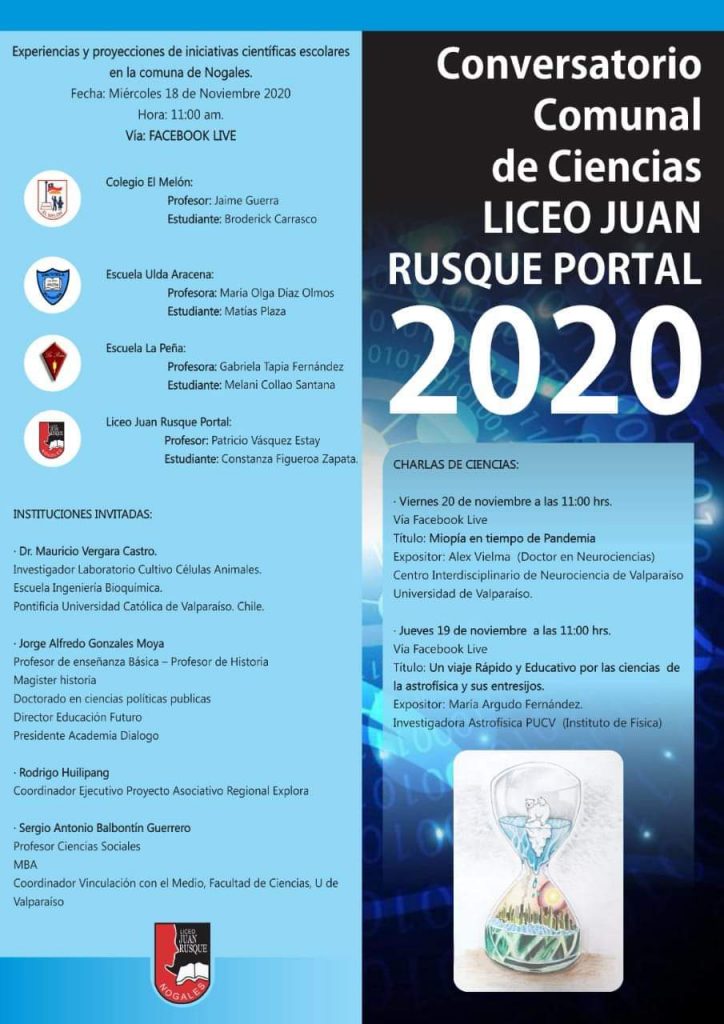 Experiencias y proyecciones de iniciativas científicas escolares
en la comuna de Nogales.
Fecha: Miércoles 18 de Noviembre 2020
Hora: 11:00 am.
Vía: FACEBOOK LIVE
Colegio El Melón:
Profesor: Jaime Guerra
Estudiante: Broderick Carrasco
Escuela Ulda Aracena:
Profesora: Maria Olga Díaz Olmos
Estudiante: Matías Plaza
Escuela La Peña:
Profesora: Gabriela Tapia Fernández
Estudiante: Melani Collao Santana
Liceo Juan Rusque Portal:
Profesor: Patricio Vásquez Estay
Estudiante: Constanza Figueroa Zapata.
INSTITUCIONES INVITADAS:
· Dr. Mauricio Vergara Castro.
Investigador Laboratorio Cultivo Células Animales.
Escuela Ingeniería Bioquímica.
Pontificia Universidad Católica de Valparaíso. Chile.
· Jorge Alfredo Gonzales Moya
Profesor de enseñanza Básica – Profesor de Historia
Magister historia
Doctorado en ciencias políticas publicas
Director Educación Futuro
Presidente Academia Dialogo
· Rodrigo Huilipang
Coordinador Ejecutivo Proyecto Asociativo Regional Explora
· Sergio Antonio Balbontín Guerrero
Profesor Ciencias Sociales
MBA
Coordinador Vinculación con el Medio, Facultad de Ciencias, U de
Valparaíso
LICEO
JUAN
RUSQUE
NOGALES
Conversatorio
Comunal
de Ciencias
LICEO JUAN
RUSQUE PORTAL
2020
CHARLAS DE CIENCIAS:
· Viernes 20 de noviembre a las 11:00 hrs.
Vía Facebook Live
Título: Miopía en tiempo de Pandemia
Expositor: Alex Vielma (Doctor en Neurociencias)
Centro Interdisciplinario de Neurociencia de Valparaíso
Universidad de Valparaíso.
· Jueves 19 de noviembre a las 11:00 hrs.
Vía Facebook Live
Título: Un viaje Rápido y Educativo por las ciencias de
la astrofísica y sus entresijos.
Expositor: María Argudo Fernández.
Investigadora Astrofísica PUCV (Instituto de Física)